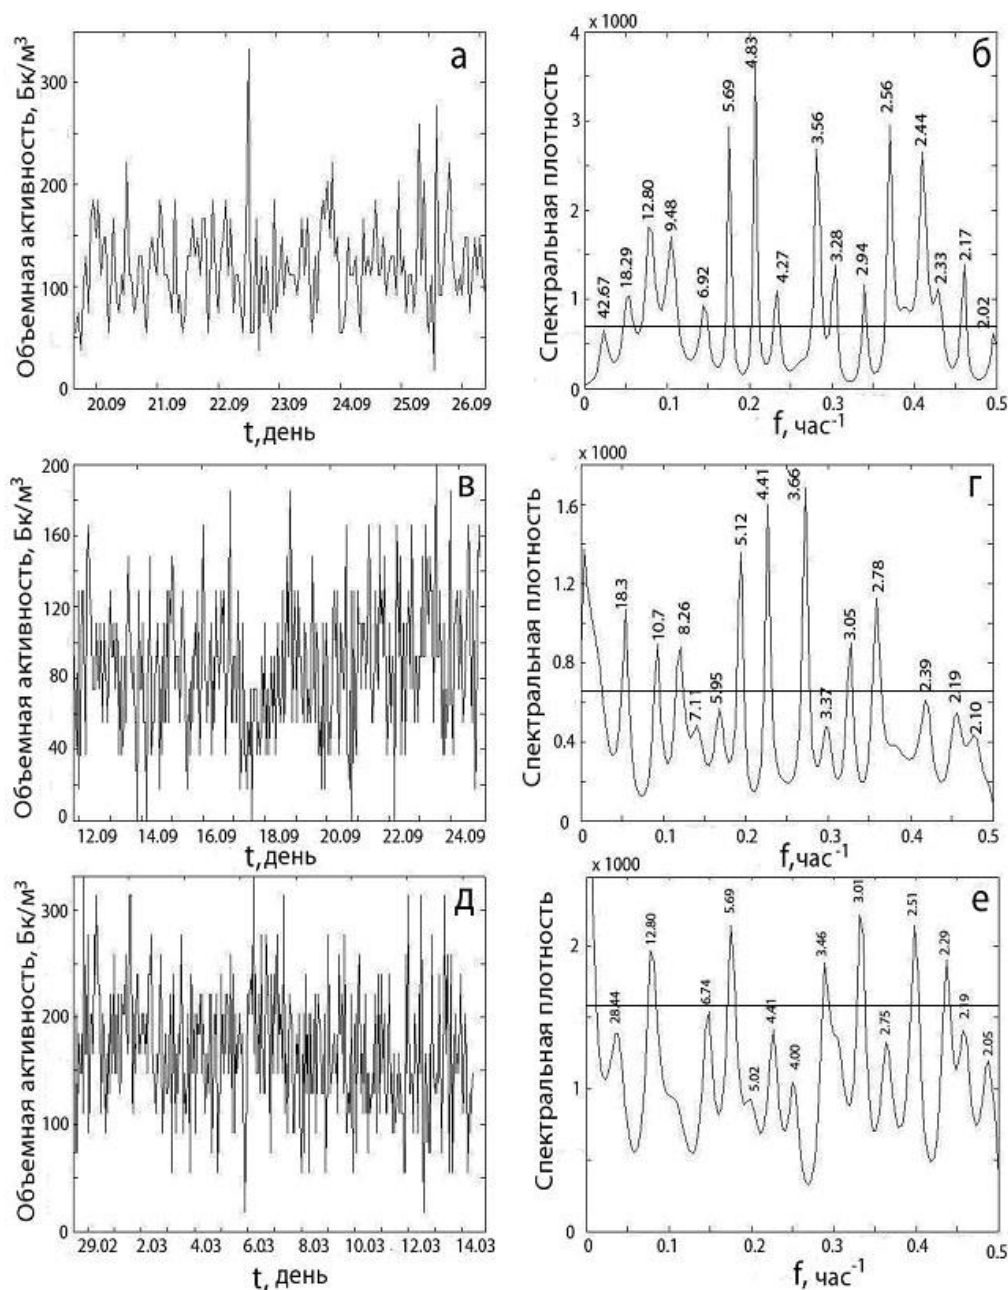 а
Объемная активность, Бк/м³
300
200
100
0
20.09 21.09 22.09 23.09 24.09 25.09 26.09
t, день
x 1000
б
Спектральная плотность
4
3
2
1
0
42.67 18.29 12.80 9.48 6.92 5.69 4.83 4.27 3.56 3.28 2.94 2.56 2.44 2.33 2.17 2.02
0 0.1 0.2 0.3 0.4 0.5
f, час⁻¹
в
Объемная активность, Бк/м³
200
160
120
80
40
0
12.09 14.09 16.09 18.09 20.09 22.09 24.09
t, день
x 1000
г
Спектральная плотность
1.6
1.2
0.8
0.4
0
18.3 10.7 8.26 7.11 5.95 5.12 4.41 3.66 3.37 3.05 2.78 2.39 2.19 2.10
0 0.1 0.2 0.3 0.4 0.5
f, час⁻¹
д
Объемная активность, Бк/м³
300
200
100
0
29.02 2.03 4.03 6.03 8.03 10.03 12.03 14.03
t, день
x 1000
е
Спектральная плотность
2
1
0
28.44 12.80 6.74 5.69 5.02 4.41 4.00 3.46 3.01 2.75 2.51 2.29 2.19 2.05
0 0.1 0.2 0.3 0.4 0.5
f, час⁻¹